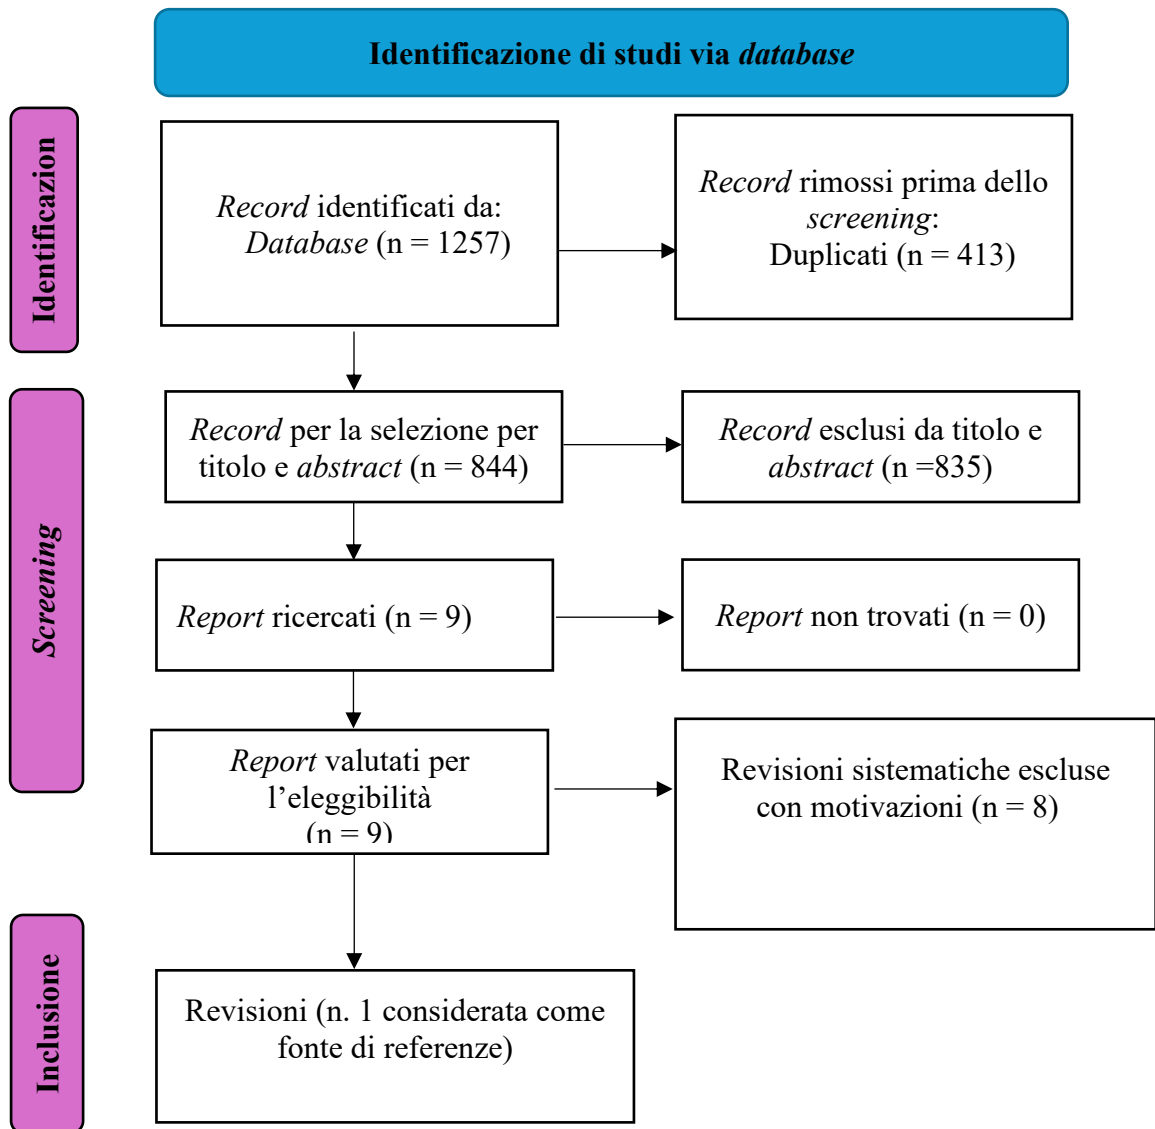 Identificazione di studi via database
Identificazion
Record identificati da:
Database (n = 1257)
Record rimossi prima dello
screening:
Duplicati (n = 413)
Screening
Record per la selezione per
titolo e abstract (n = 844)
Record esclusi da titolo e
abstract (n =835)
Report ricercati (n = 9)
Report non trovati (n = 0)
Report valutati per
l’eleggibilità
(n = 9)
Revisioni sistematiche escluse
con motivazioni (n = 8)
Inclusione
Revisioni (n. 1 considerata come
fonte di referenze)